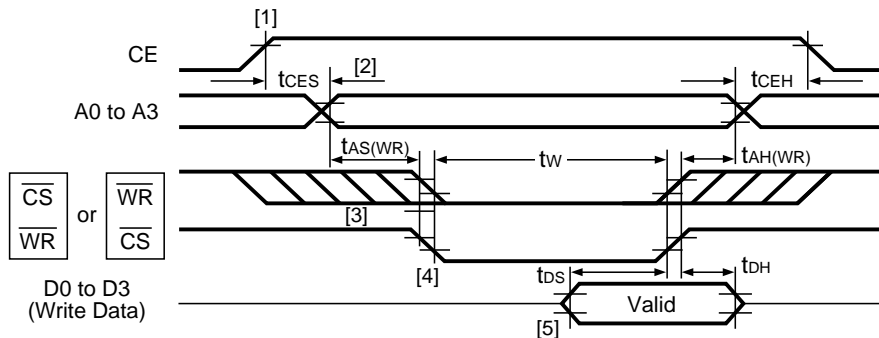 [1]
CE
tCES
[2]
tCEH
A0 to A3
tAS(WR)
tW
tAH(WR)
CS or WR
WR CS
[3]
[4]
tDS
tDH
D0 to D3
(Write Data)
Valid
[5]